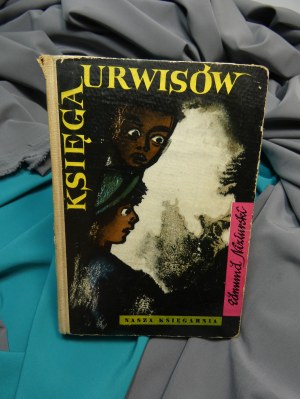 KSIĘGA
URWISÓW
Edmund Niziurski
NASZA KSIĘGARNIA